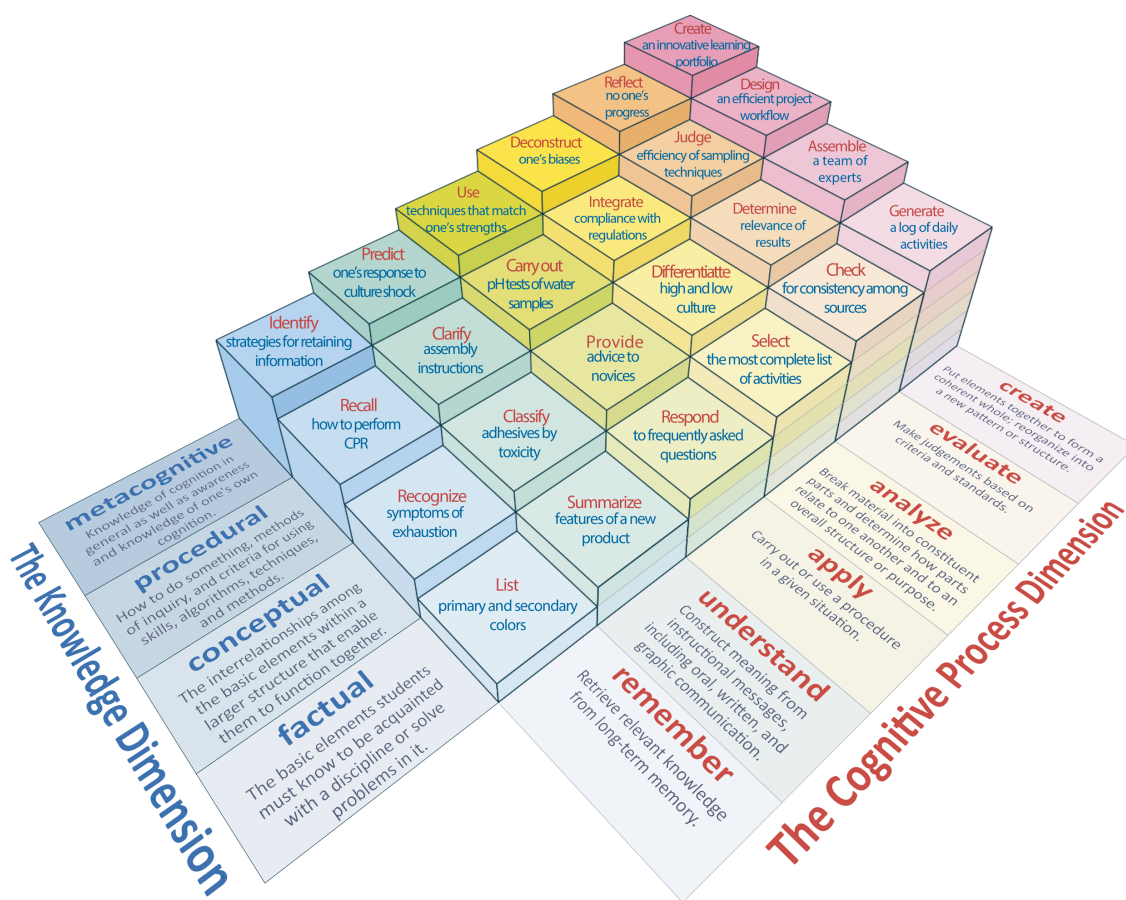 Create
an innovative learning
portfolio
Reflect
no one's
progress
Design
an efficient project
workflow
Deconstruct
one's biases
Judge
efficiency of sampling
techniques
Assemble
a team of
experts
Use
techniques that match
one's strengths
Integrate
compliance with
regulations
Determine
relevance of
results
Generate
a log of daily
activities
Predict
one's response to
culture shock
Carry out
pH tests of water
samples
Differentiatte
high and low
culture
Check
for consistency among
sources
Identify
strategies for retaining
information
Clarify
assembly
instructions
Provide
advice to
novices
Select
the most complete list
of activities
Recall
how to perform
CPR
Classify
adhesives by
toxicity
Respond
to frequently asked
questions
Recognize
symptoms of
exhaustion
Summarize
features of a new
product
List
primary and secondary
colors
The Knowledge Dimension
metacognitive
Knowledge of cognition in
general as well as awareness
and knowledge of one's own
cognition.
procedural
How to do something, methods
of inquiry, and criteria for using
skills, algorithms, techniques,
and methods.
conceptual
The interrelationships among
the basic elements within a
larger structure that enable
them to function together.
factual
The basic elements students
must know to be acquainted
with a discipline or solve
problems in it.
The Cognitive Process Dimension
create
Put elements together to form a
coherent whole; reorganize into
a new pattern or structure.
evaluate
Make judgements based on
criteria and standards.
analyze
Break material into constituent
parts and determine how parts
relate to one another and to an
overall structure or purpose.
apply
Carry out or use a procedure
in a given situation.
understand
Construct meaning from
instructional messages,
including oral, written, and
graphic communication.
remember
Retrieve relevant knowledge
from long-term memory.